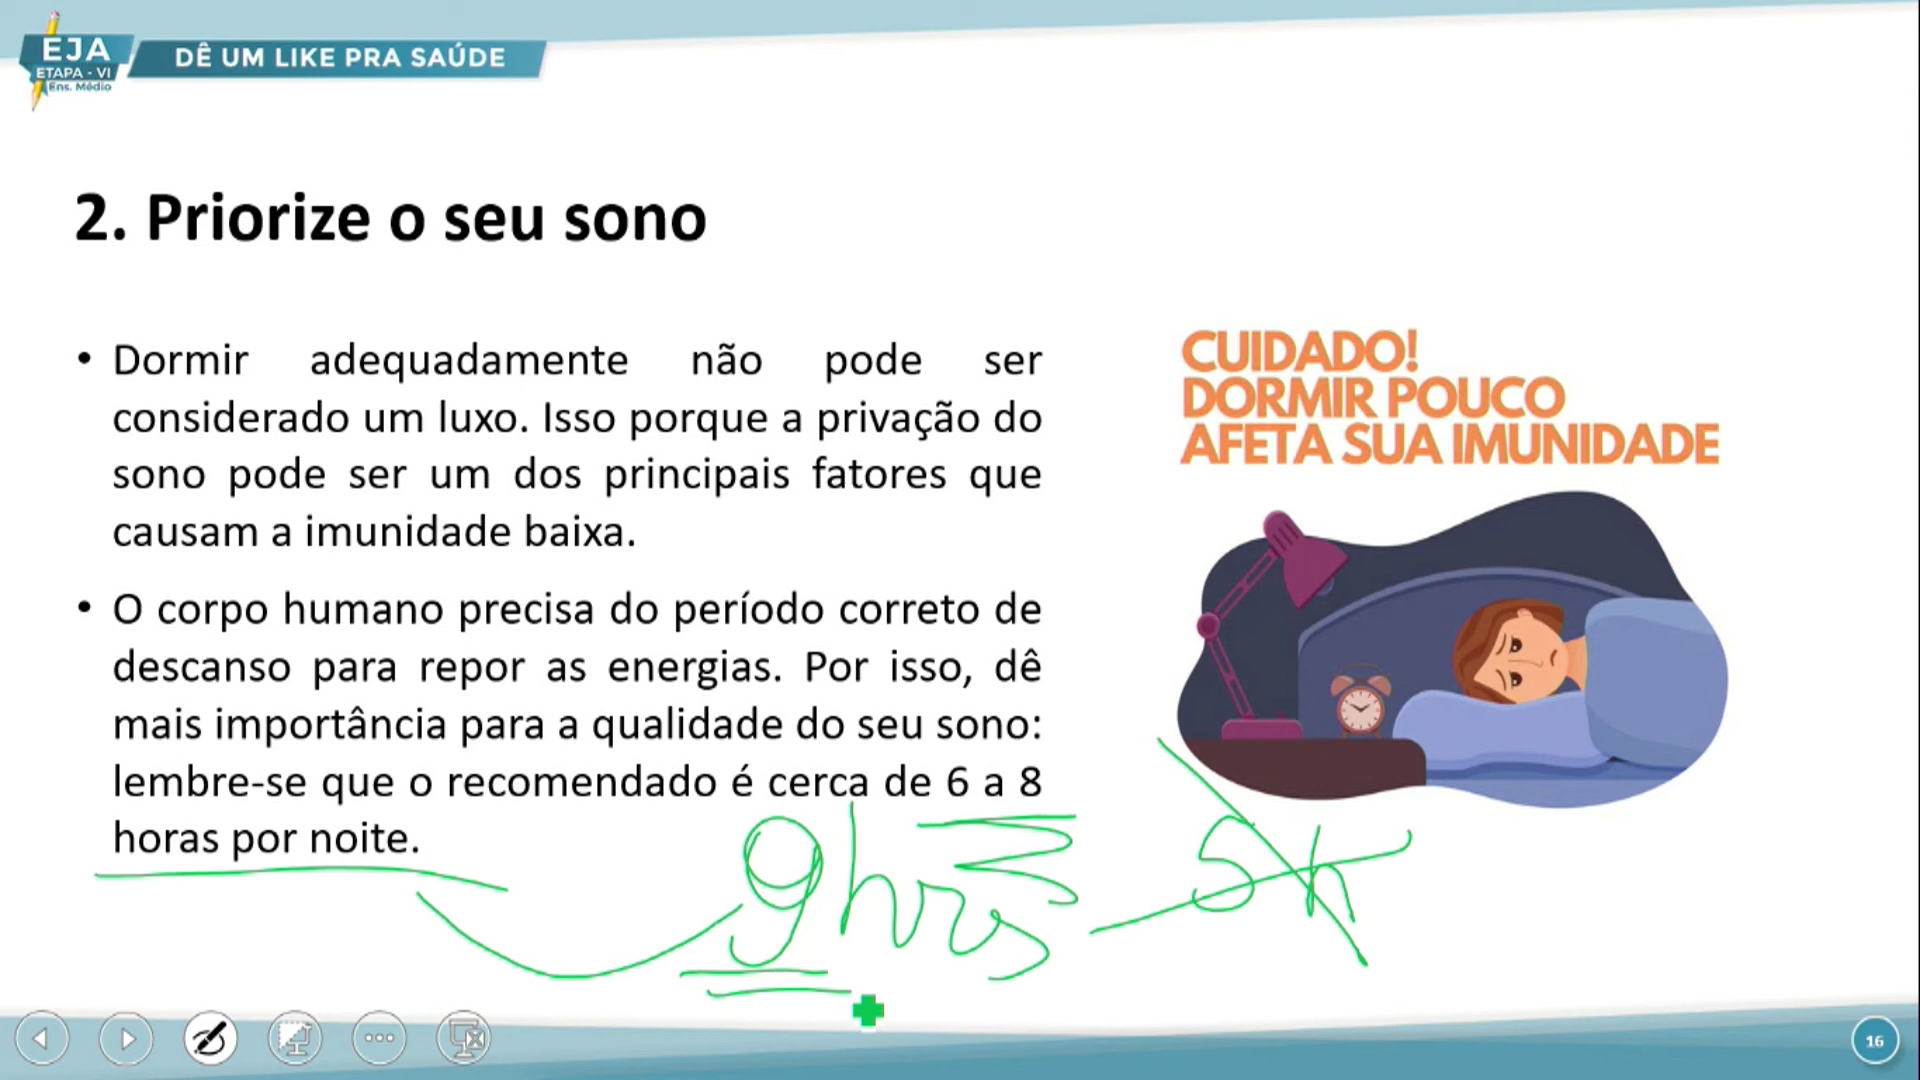 EJA
ETAPA - VI
Ens. Médio
DÊ UM LIKE PRA SAÚDE
2. Priorize o seu sono
• Dormir adequadamente não pode ser
considerado um luxo. Isso porque a privação do
sono pode ser um dos principais fatores que
causam a imunidade baixa.
• O corpo humano precisa do período correto de
descanso para repor as energias. Por isso, dê
mais importância para a qualidade do seu sono:
lembre-se que o recomendado é cerca de 6 a 8
horas por noite.
CUIDADO!
DORMIR POUCO
AFETA SUA IMUNIDADE
9hrs
5h
16